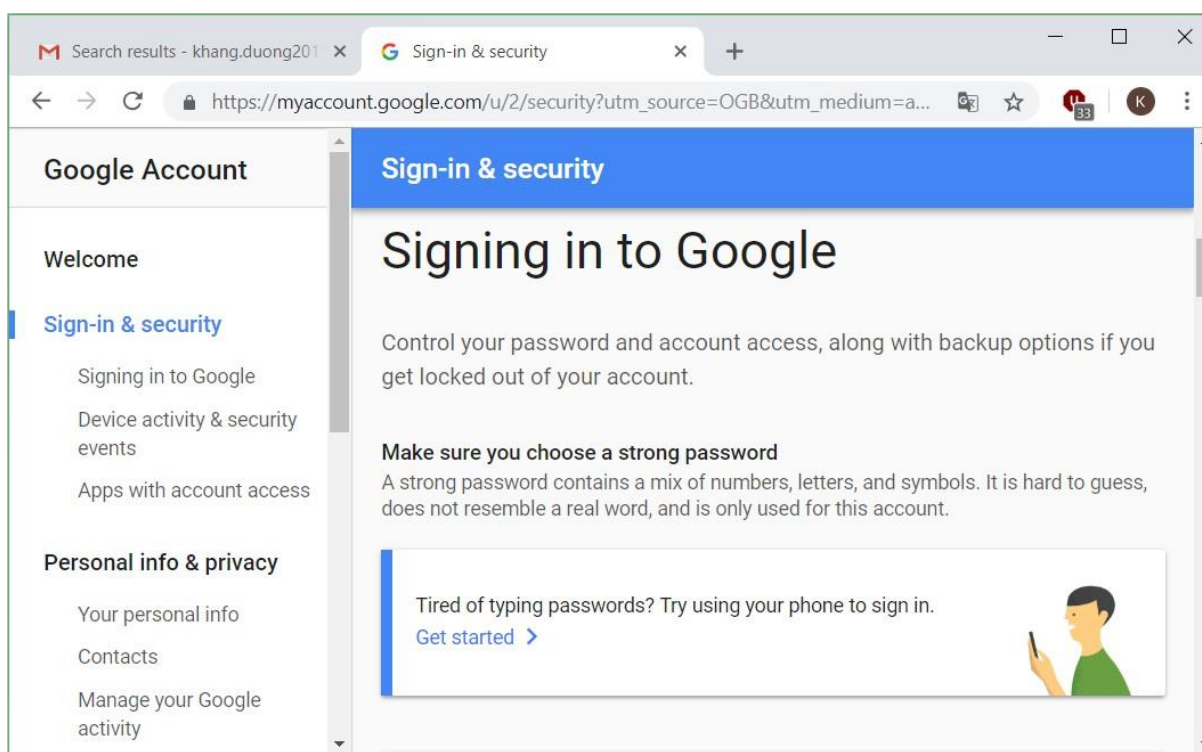 Search results - khang.duong201
Sign-in & security
https://myaccount.google.com/u/2/security?utm_source=OGB&utm_medium=a...
33
K
Google Account
Welcome
Sign-in & security
Signing in to Google
Device activity & security
events
Apps with account access
Personal info & privacy
Your personal info
Contacts
Manage your Google
activity
Sign-in & security
Signing in to Google
Control your password and account access, along with backup options if you
get locked out of your account.
Make sure you choose a strong password
A strong password contains a mix of numbers, letters, and symbols. It is hard to guess,
does not resemble a real word, and is only used for this account.
Tired of typing passwords? Try using your phone to sign in.
Get started